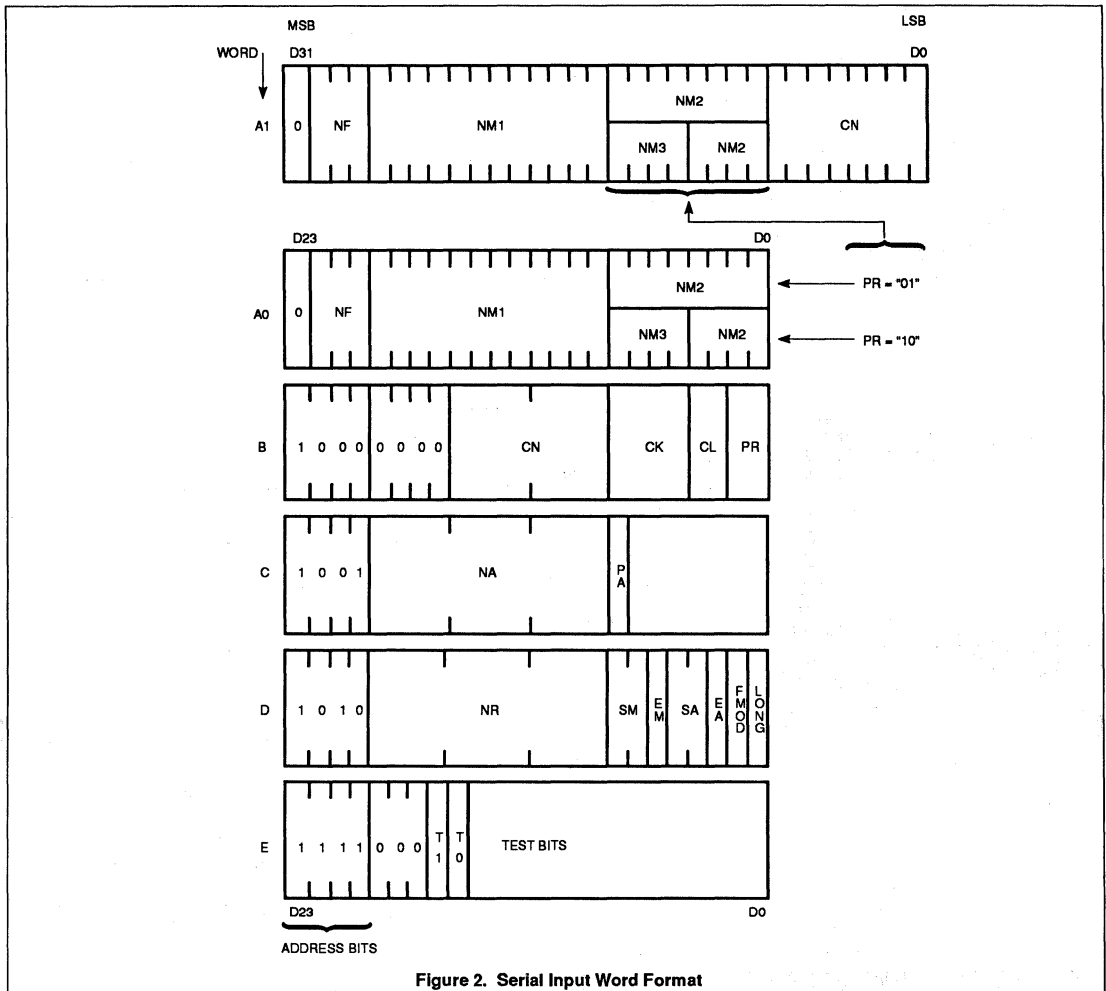 MSB LSB
WORD D31 D0
A1 0 NF NM1 NM2 CN
NM3 NM2
D23 D0
A0 0 NF NM1 NM2 PR = "01"
NM3 NM2 PR = "10"
B 1 0 0 0 0 0 0 0 CN CK CL PR
C 1 0 0 1 NA PA
D 1 0 1 0 NR SM EM SA EA FMOD LONG
E 1 1 1 1 0 0 0 T1 T0 TEST BITS
D23 D0
ADDRESS BITS
Figure 2. Serial Input Word Format